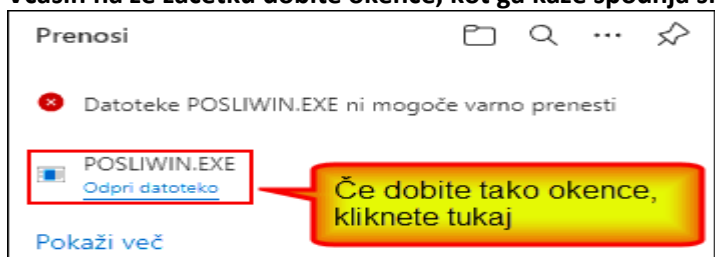 Včasih na že začetku dobite okence, kot ga kaže spodnja
Prenosi
Datoteke POSLIWIN.EXE ni mogoče varno prenesti
POSLIWIN.EXE
Odpri datoteko
Če dobite tako okence,
kliknete tukaj
Pokaži več